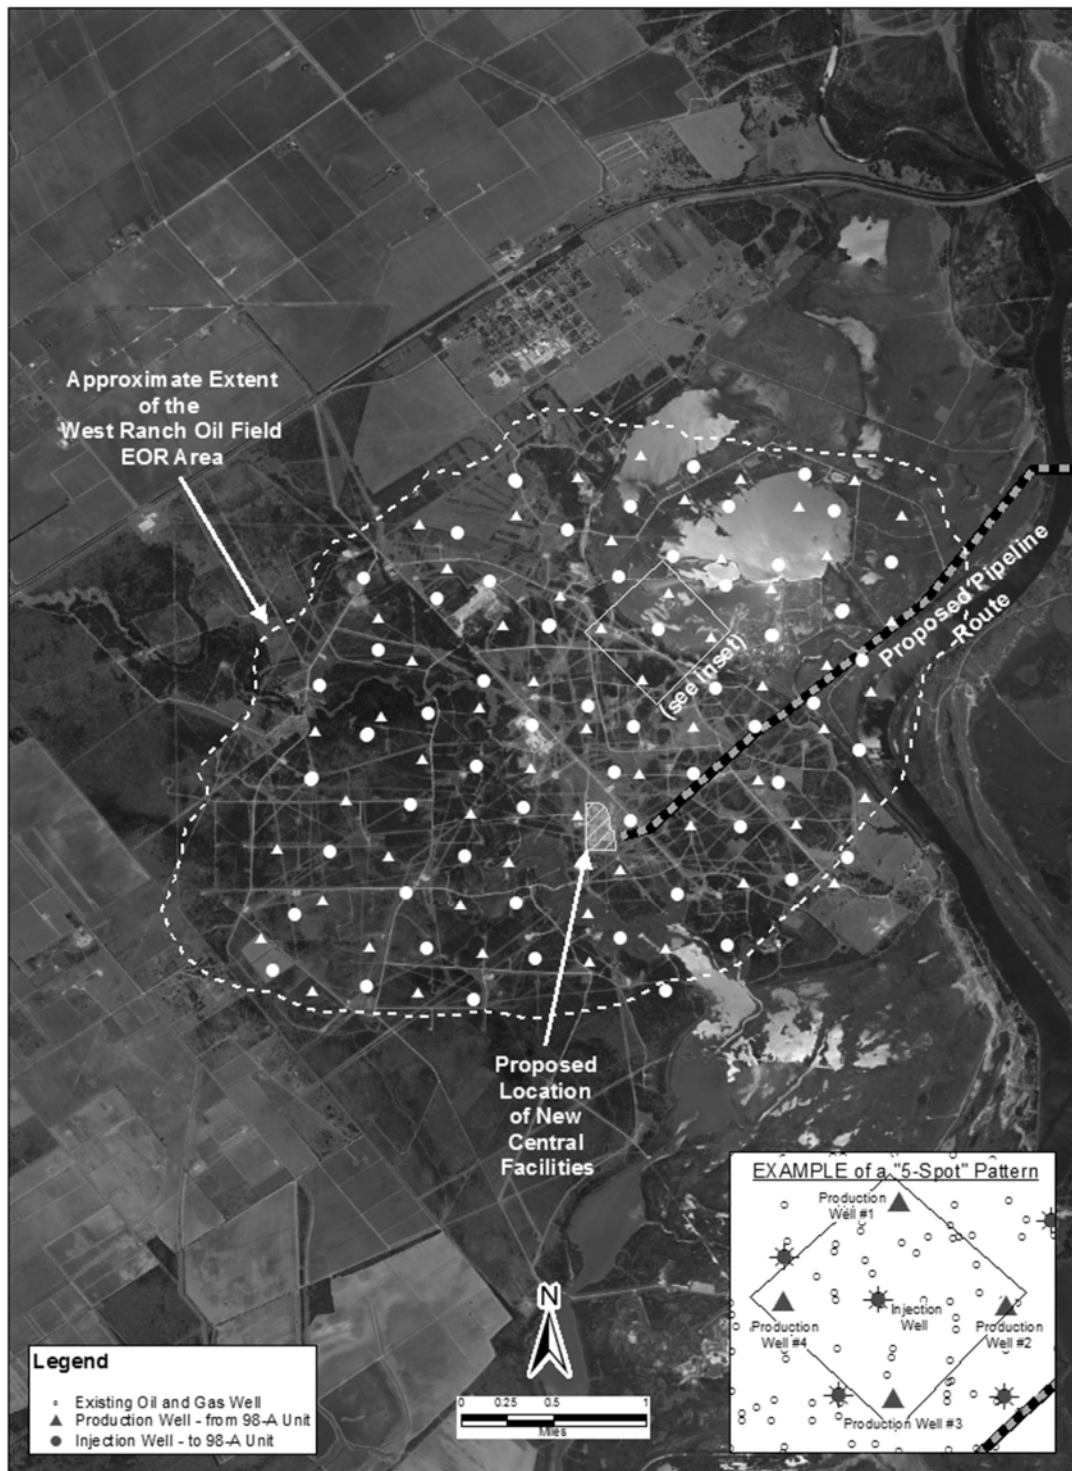 Approximate Extent
of the
West Ranch Oil Field
EOR Area
Proposed Pipeline
Route
(see inset)
Proposed
Location
of New
Central
Facilities
N
0 0.25 0.5 1
Miles
Legend
Existing Oil and Gas Well
Production Well - from 98-A Unit
Injection Well - to 98-A Unit
EXAMPLE of a "5-Spot" Pattern
Production
Well #1
Injection
Well
Production
Well #4
Production
Well #2
Production Well #3